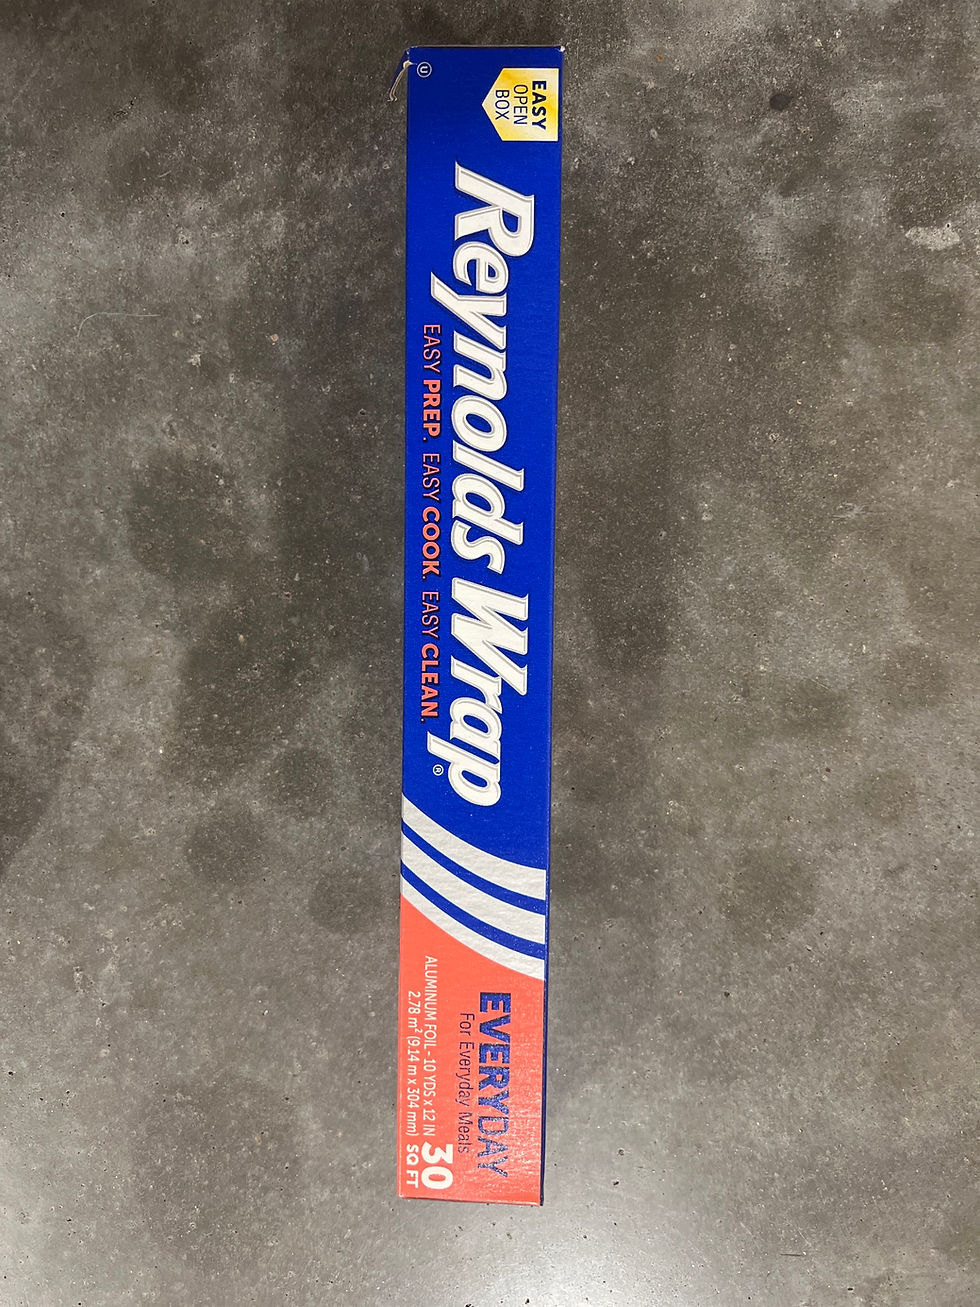 EASY
OPEN
BOX
Reynolds Wrap®
EASY PREP. EASY COOK. EASY CLEAN.
U
EVERYDAY
For Everyday Meals
ALUMINUM FOIL - 10 YDS x 12 IN
2.78 m² (9.14 m x 304 mm)
30
SQ FT